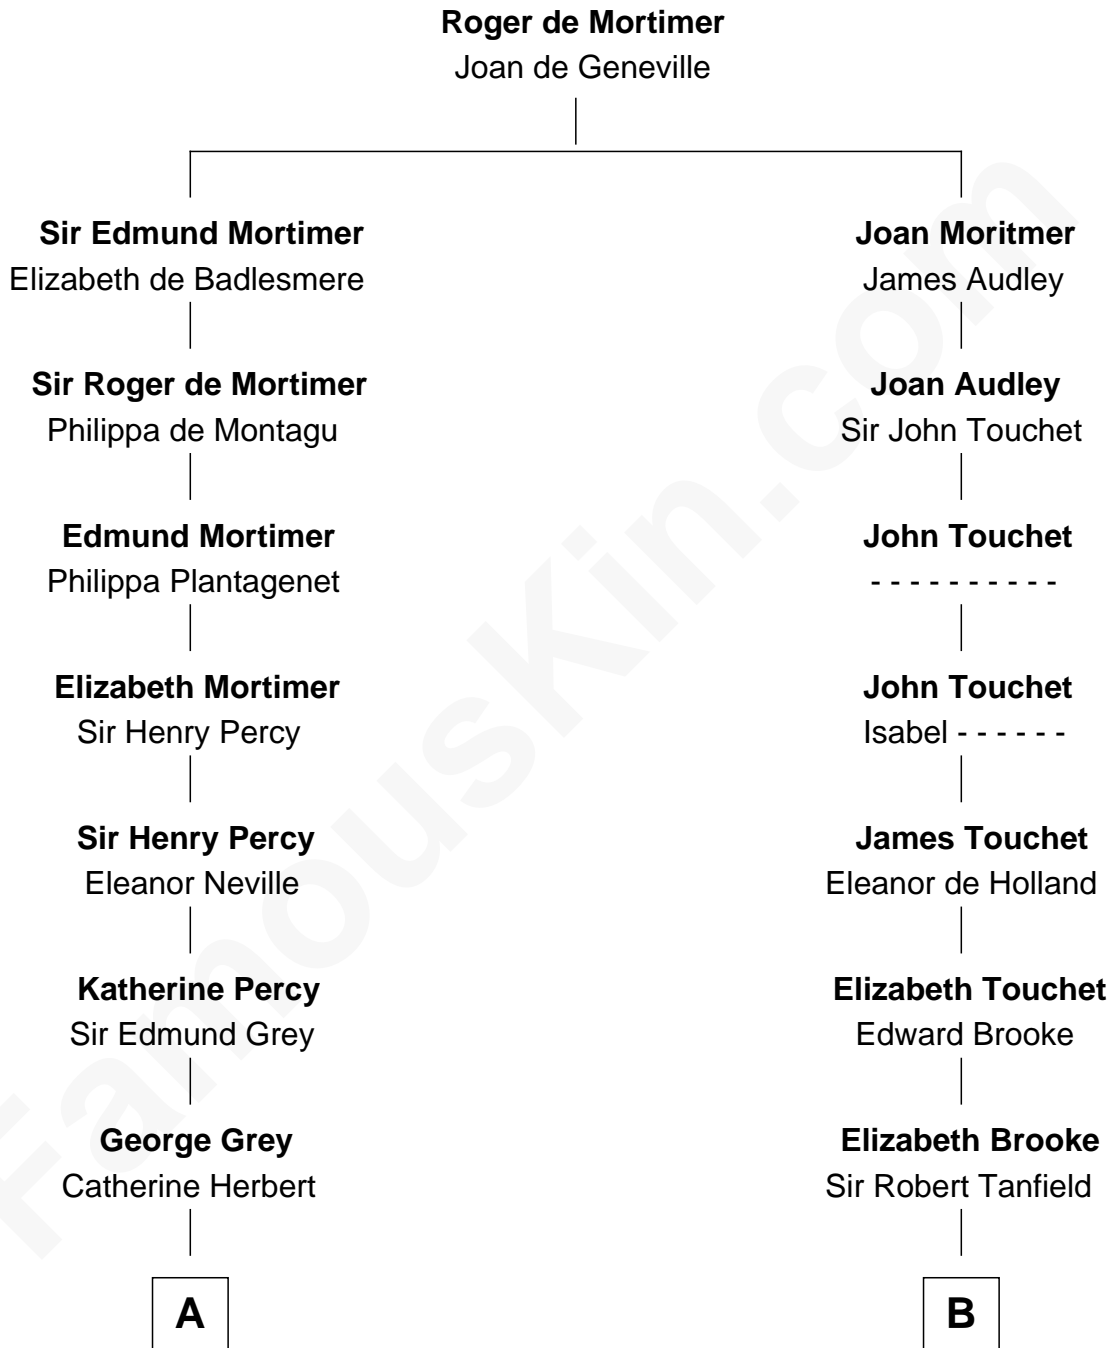 Roger de Mortimer
Joan de Geneville
Sir Edmund Mortimer
Elizabeth de Badlesmere
Joan Moritmer
James Audley
Sir Roger de Mortimer
Philippa de Montagu
Joan Audley
Sir John Touchet
Edmund Mortimer
Philippa Plantagenet
John Touchet
- - - - - - - - - -
Elizabeth Mortimer
Sir Henry Percy
John Touchet
Isabel - - - - - -
Sir Henry Percy
Eleanor Neville
James Touchet
Eleanor de Holland
Katherine Percy
Sir Edmund Grey
Elizabeth Touchet
Edward Brooke
George Grey
Catherine Herbert
Elizabeth Brooke
Sir Robert Tanfield
A
B
FamousKin.com